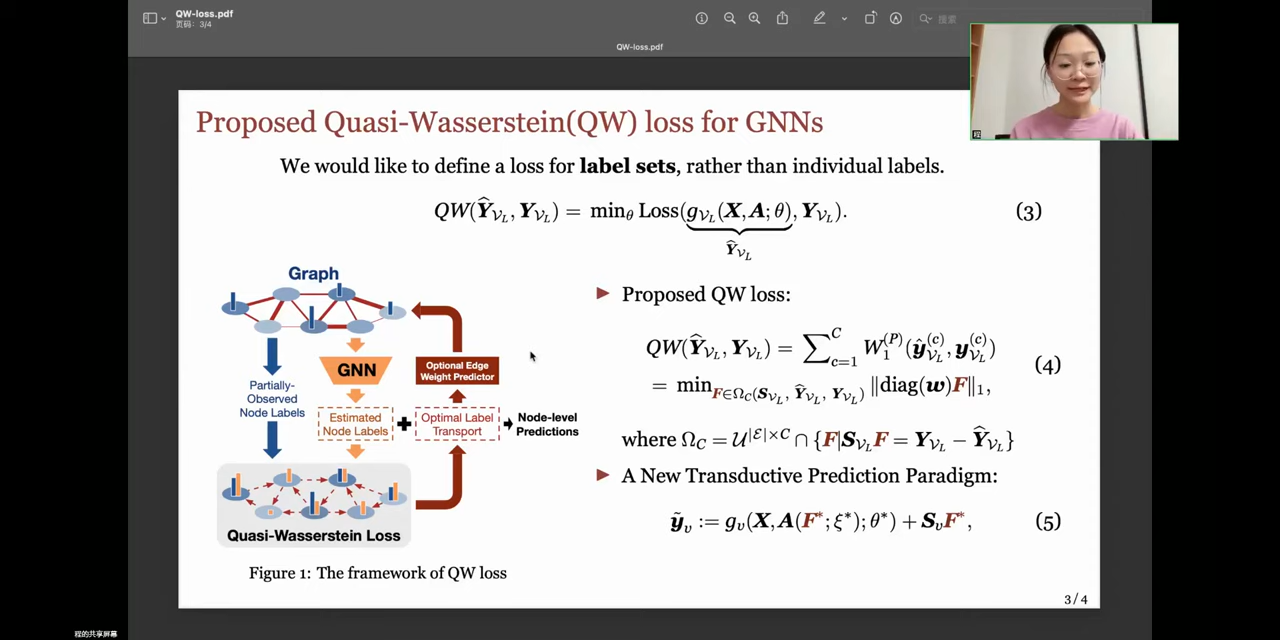 QW-loss.pdf
页码: 3/4
搜索
QW-loss.pdf
Proposed Quasi-Wasserstein(QW) loss for GNNs
We would like to define a loss for label sets, rather than individual labels.
QW(Ŷ_{𝒱_L}, Y_{𝒱_L}) = min_θ Loss(g_{𝒱_L}(X, A; θ), Y_{𝒱_L}). (3)
Ŷ_{𝒱_L}
Graph
GNN
Partially-
Observed
Node Labels
Estimated
Node Labels
Optional Edge
Weight Predictor
Optimal Label
Transport
Node-level
Predictions
Quasi-Wasserstein Loss
Figure 1: The framework of QW loss
Proposed QW loss:
QW(Ŷ_{𝒱_L}, Y_{𝒱_L}) = ∑_{c=1}^{C} W_1^{(P)}(ŷ_{𝒱_L}^{(c)}, y_{𝒱_L}^{(c)})
= min_{F∈Ω_C(S_{𝒱_L}, Ŷ_{𝒱_L}, Y_{𝒱_L})} ‖diag(w)F‖_1, (4)
where Ω_C = 𝒰^{|ℰ|×C} ∩ {F|S_{𝒱_L}F = Y_{𝒱_L} − Ŷ_{𝒱_L}}
A New Transductive Prediction Paradigm:
ỹ_v := g_v(X, A(F*; ξ*); θ*) + S_vF*, (5)
3 / 4
程
程的共享屏幕